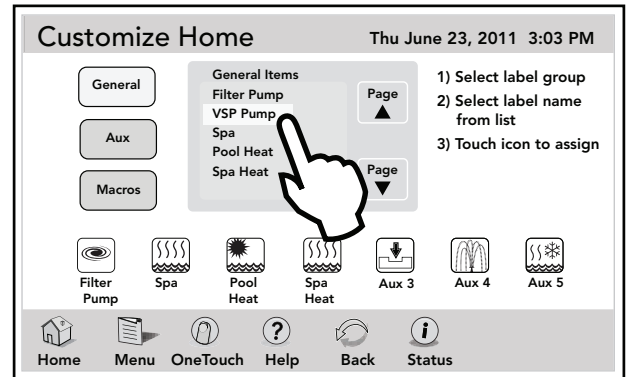 Customize Home
Thu June 23, 2011 3:03 PM
General
Aux
Macros
General Items
Filter Pump
VSP Pump
Spa
Pool Heat
Spa Heat
Page
Page
1) Select label group
2) Select label name
from list
3) Touch icon to assign
Filter
Pump
Spa
Pool
Heat
Spa
Heat
Aux 3
Aux 4
Aux 5
Home
Menu
OneTouch
? 
Help
Back
i
Status